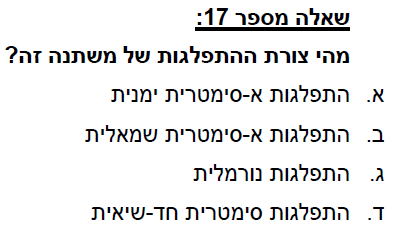 שאלה מספר 17:
מהי צורת ההתפלגות של משתנה זה?
א. התפלגות א-סימטרית ימנית
ב. התפלגות א-סימטרית שמאלית
ג. התפלגות נורמלית
ד. התפלגות סימטרית חד-שיאית